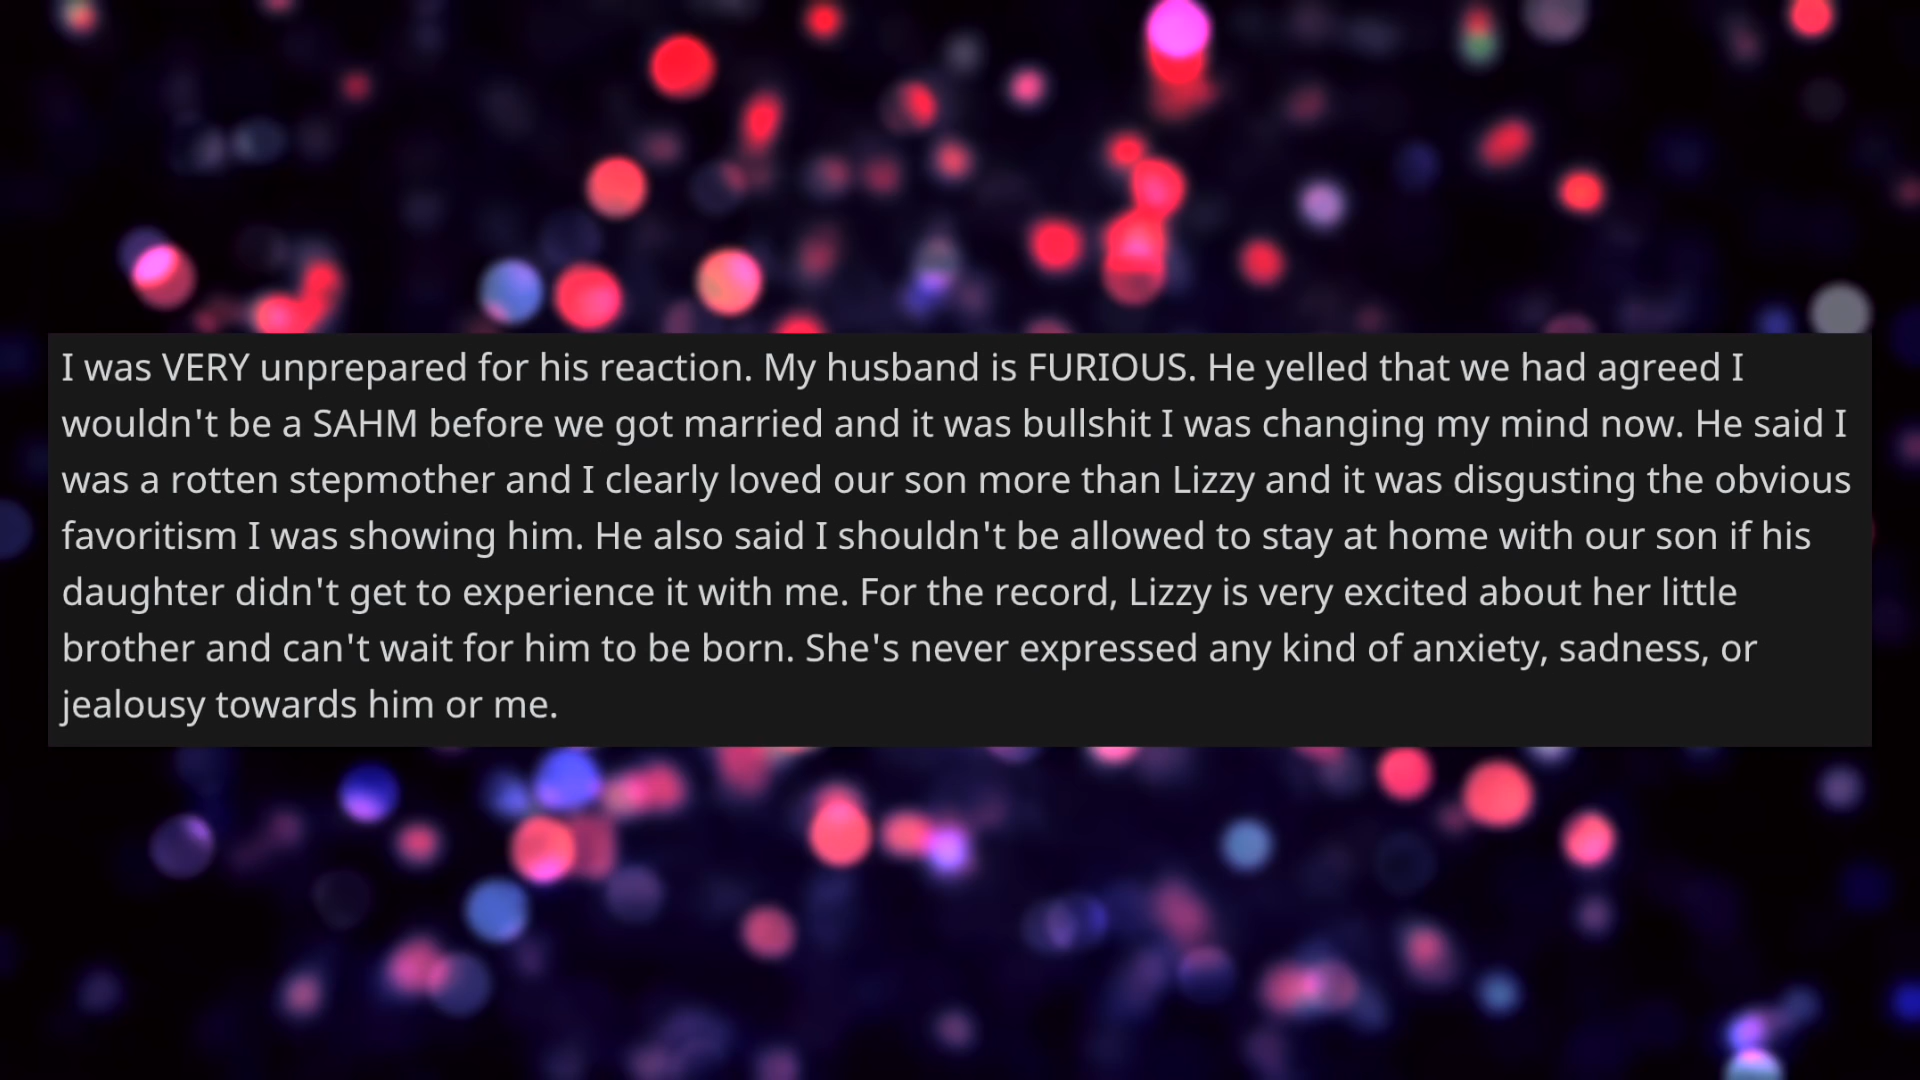 I was VERY unprepared for his reaction. My husband is FURIOUS. He yelled that we had agreed I
wouldn't be a SAHM before we got married and it was bullshit I was changing my mind now. He said I
was a rotten stepmother and I clearly loved our son more than Lizzy and it was disgusting the obvious
favoritism I was showing him. He also said I shouldn't be allowed to stay at home with our son if his
daughter didn't get to experience it with me. For the record, Lizzy is very excited about her little
brother and can't wait for him to be born. She's never expressed any kind of anxiety, sadness, or
jealousy towards him or me.